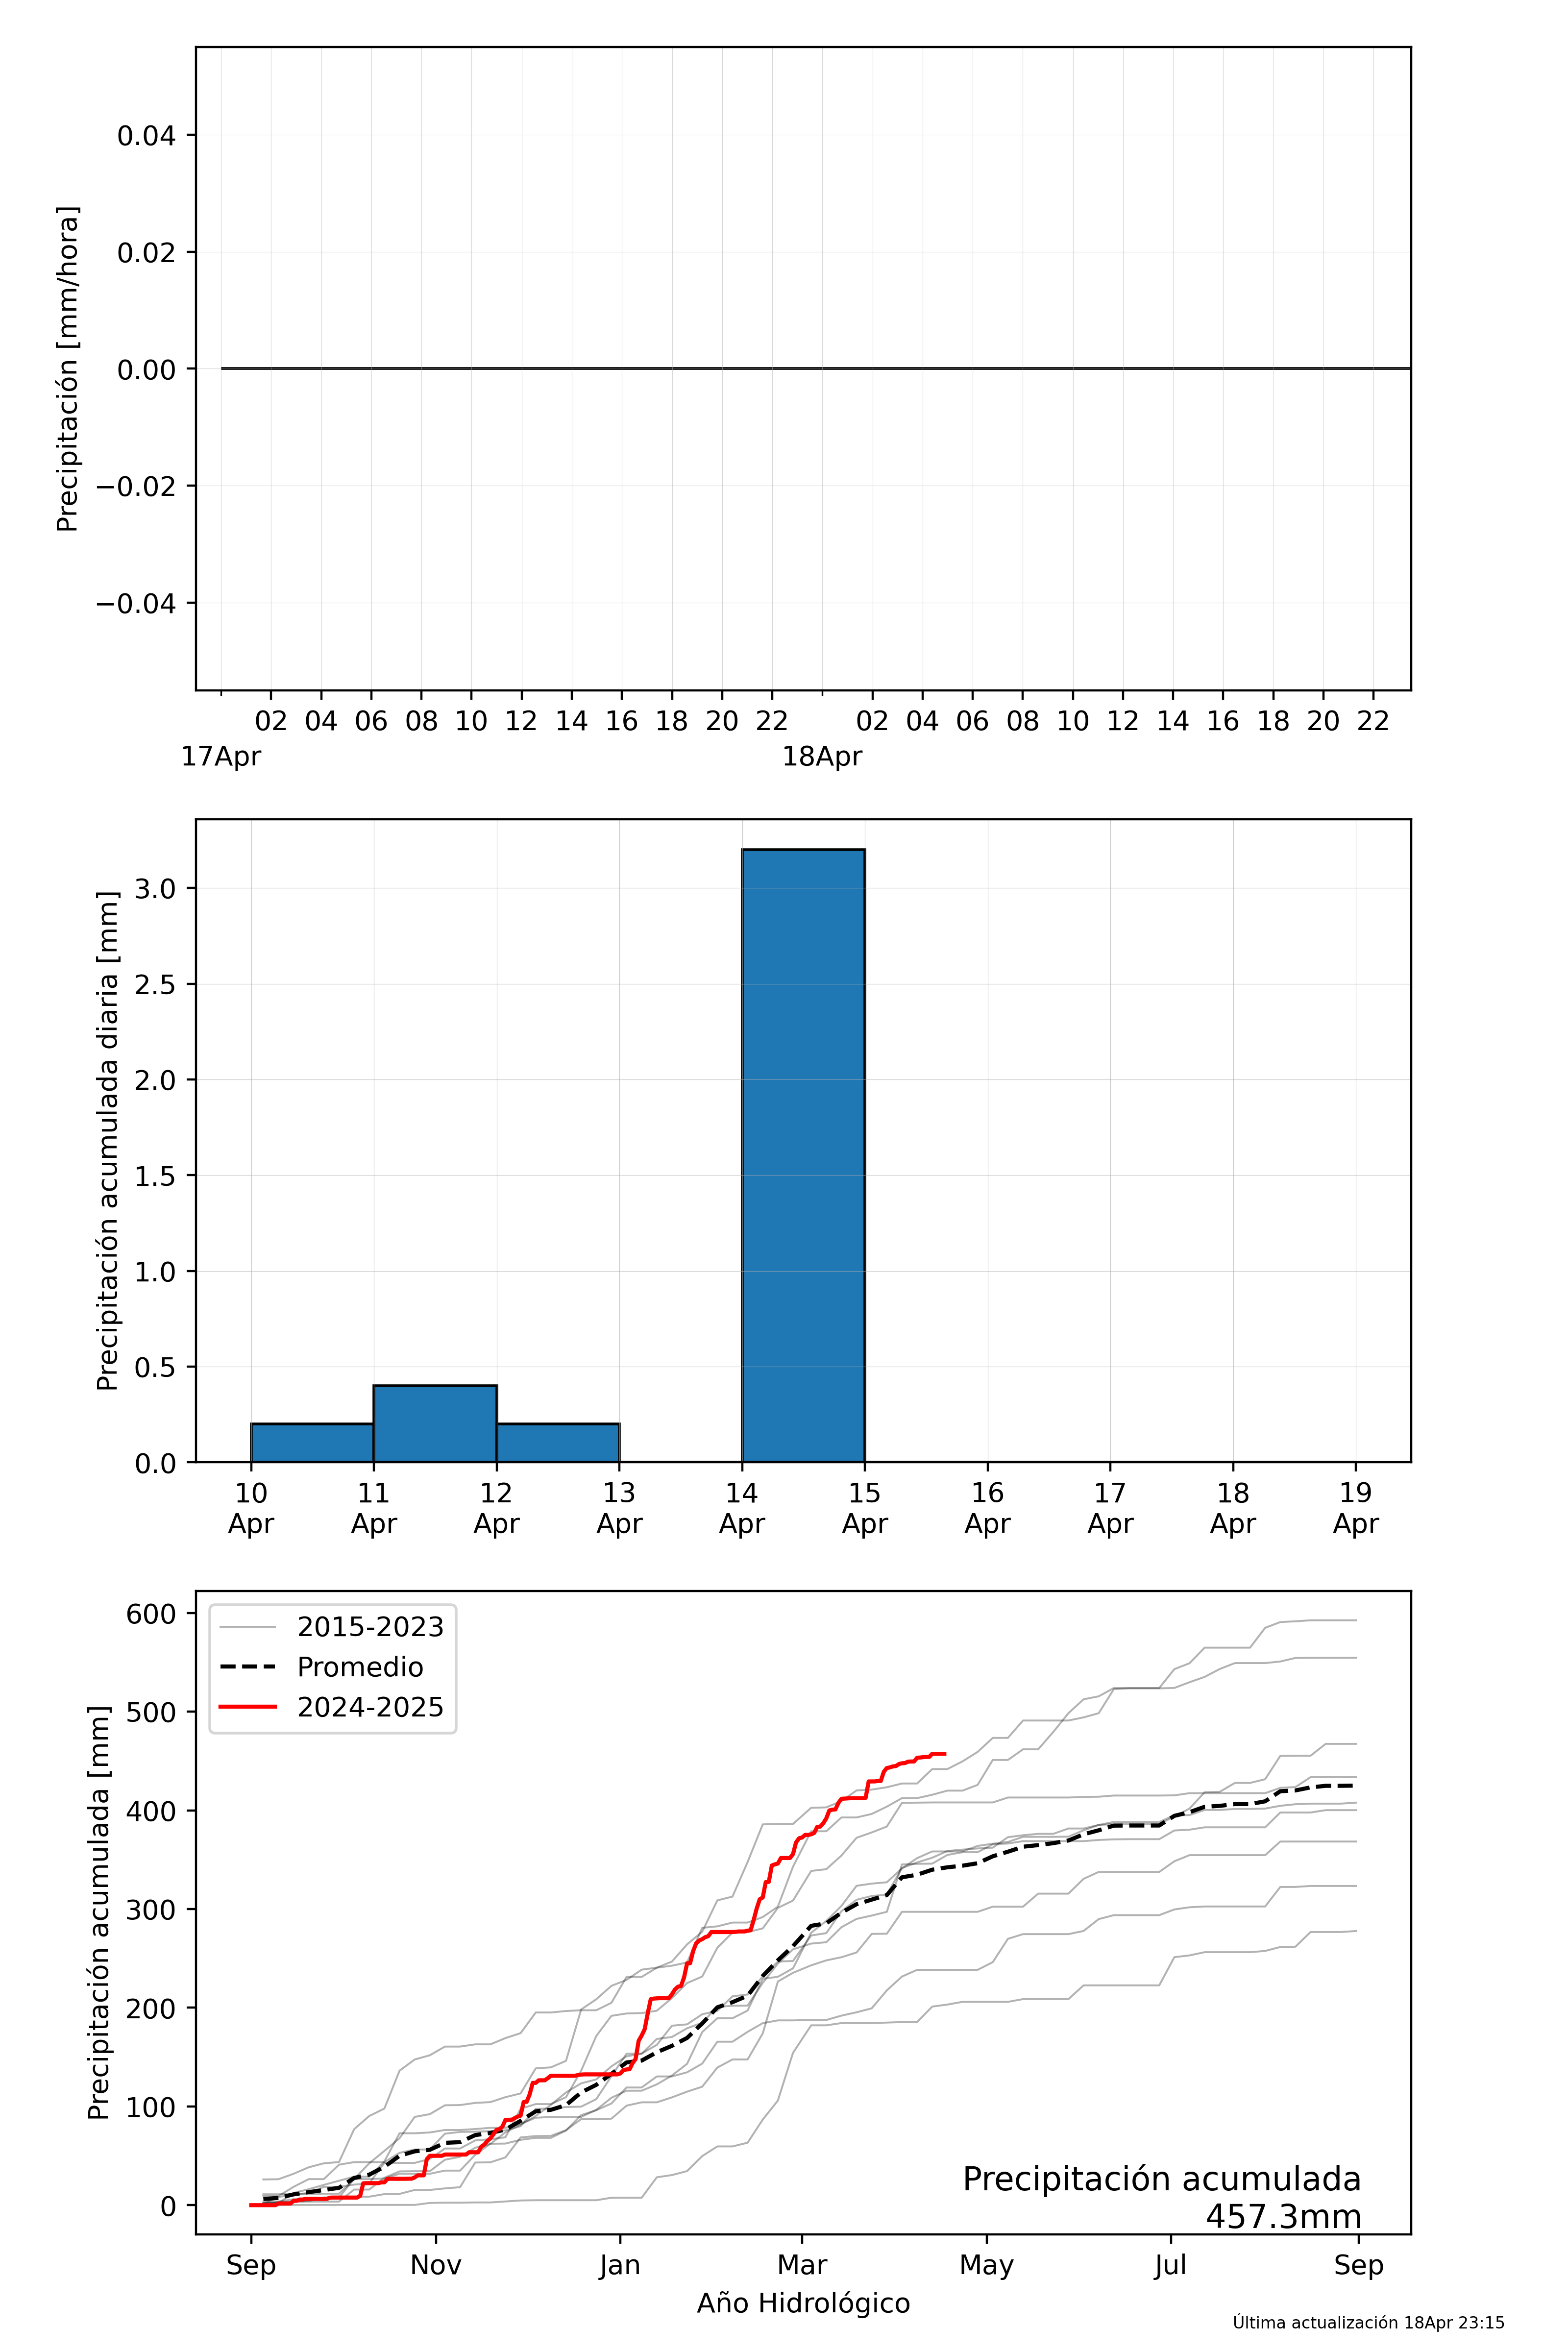 Precipitación [mm/hora]
0.04
0.02
0.00
−0.02
−0.04
02 04 06 08 10 12 14 16 18 20 22 02 04 06 08 10 12 14 16 18 20 22
17Apr 18Apr
Precipitación acumulada diaria [mm]
3.0
2.5
2.0
1.5
1.0
0.5
0.0
10 11 12 13 14 15 16 17 18 19
Apr Apr Apr Apr Apr Apr Apr Apr Apr Apr
Precipitación acumulada [mm]
600
500
400
300
200
100
0
2015-2023
Promedio
2024-2025
Precipitación acumulada
457.3mm
Sep Nov Jan Mar May Jul Sep
Año Hidrológico
Última actualización 18Apr 23:15